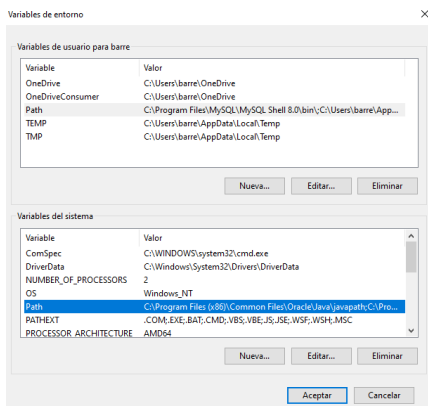 Variables de entorno
Variables de usuario para barre
Variable Valor
OneDrive C:\Users\barre\OneDrive
OneDriveConsumer C:\Users\barre\OneDrive
Path C:\Program Files\MySQL\MySQL Shell 8.0\bin\;C:\Users\barre\App...
TEMP C:\Users\barre\AppData\Local\Temp
TMP C:\Users\barre\AppData\Local\Temp
Nueva... Editar... Eliminar
Variables del sistema
Variable Valor
ComSpec C:\WINDOWS\system32\cmd.exe
DriverData C:\Windows\System32\Drivers\DriverData
NUMBER_OF_PROCESSORS 2
OS Windows_NT
Path C:\Program Files (x86)\Common Files\Oracle\Java\javapath;C:\Pro...
PATHEXT .COM;.EXE;.BAT;.CMD;.VBS;.VBE;.JS;.JSE;.WSF;.WSH;.MSC
PROCESSOR_ARCHITECTURE AMD64
Nueva... Editar... Eliminar
Aceptar Cancelar